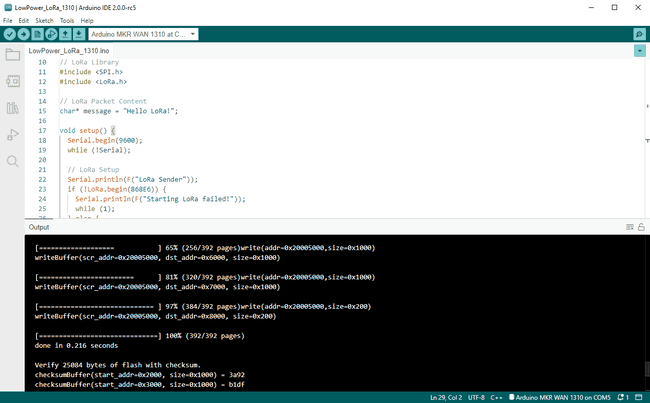 LowPower_LoRa_1310 | Arduino IDE 2.0.0-rc5
File Edit Sketch Tools Help
Arduino MKR WAN 1310 at C...
LowPower_LoRa_1310.ino
10 // LoRa Library
11 #include <SPI.h>
12 #include <LoRa.h>
13
14 // LoRa Packet Content
15 char* message = "Hello LoRa!";
16
17 void setup() {
18 Serial.begin(9600);
19 while (!Serial);
20
21 // LoRa Setup
22 Serial.println(F("LoRa Sender"));
23 if (!LoRa.begin(868E6)) {
24 Serial.println(F("Starting LoRa failed!"));
25 while (1);
26 } else {
Output
[=================== ] 65% (256/392 pages)write(addr=0x20005000,size=0x1000)
writeBuffer(scr_addr=0x20005000, dst_addr=0x6000, size=0x1000)
[======================== ] 81% (320/392 pages)write(addr=0x20005000,size=0x1000)
writeBuffer(scr_addr=0x20005000, dst_addr=0x7000, size=0x1000)
[============================= ] 97% (384/392 pages)write(addr=0x20005000,size=0x200)
writeBuffer(scr_addr=0x20005000, dst_addr=0x8000, size=0x200)
[==============================] 100% (392/392 pages)
done in 0.216 seconds
Verify 25084 bytes of flash with checksum.
checksumBuffer(start_addr=0x2000, size=0x1000) = 3a92
checksumBuffer(start_addr=0x3000, size=0x1000) = b1df
Ln 29, Col 2 UTF-8 C++ Arduino MKR WAN 1310 on COM5 1